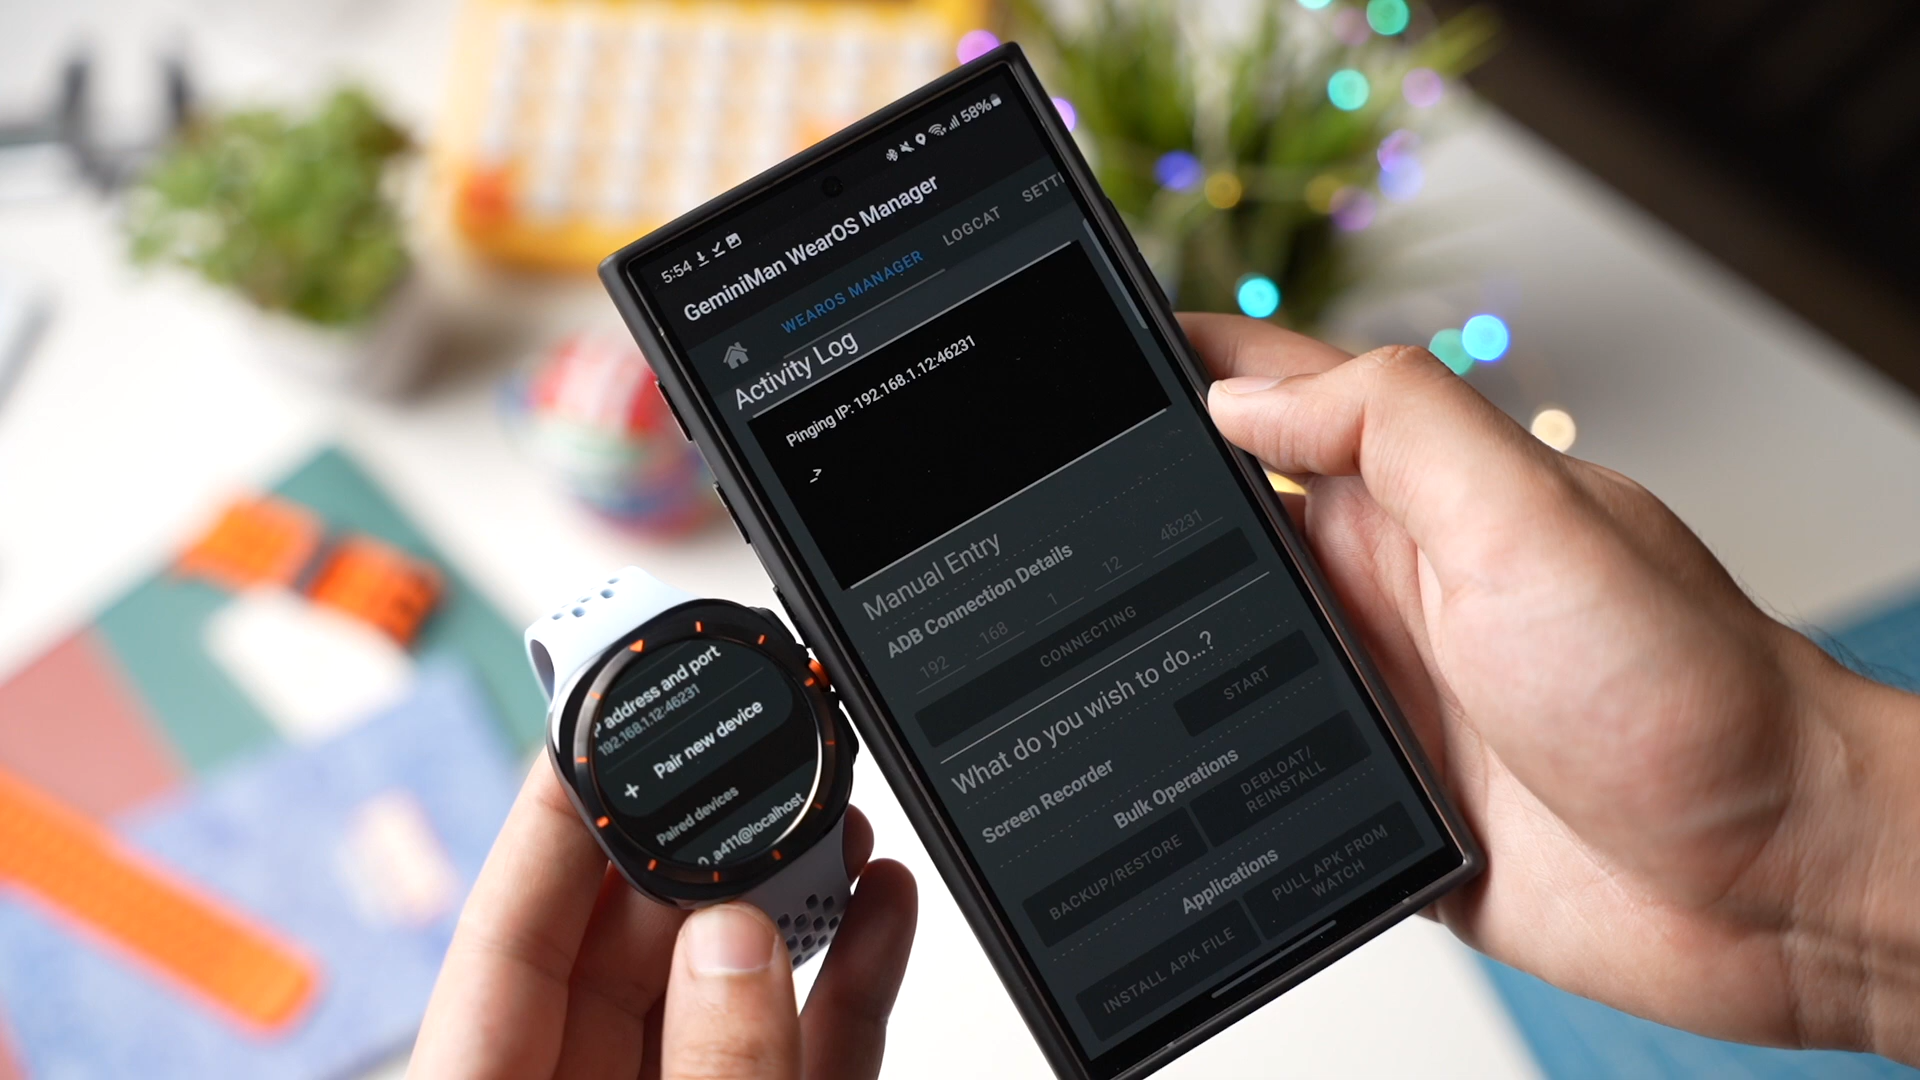 5:54
58%
GeminiMan WearOS Manager
WEAROS MANAGER
LOGCAT
SETTI
Activity Log
Pinging IP: 192.168.1.12:46231
_>
Manual Entry
ADB Connection Details
192 168 1 12 46231
CONNECTING
What do you wish to do...?
Screen Recorder
START
Bulk Operations
BACKUP/RESTORE
DEBLOAT/
REINSTALL
Applications
INSTALL APK FILE
PULL APK FROM
WATCH
P address and port
192.168.1.12:46231
+ Pair new device
Paired devices
_a411@localhost